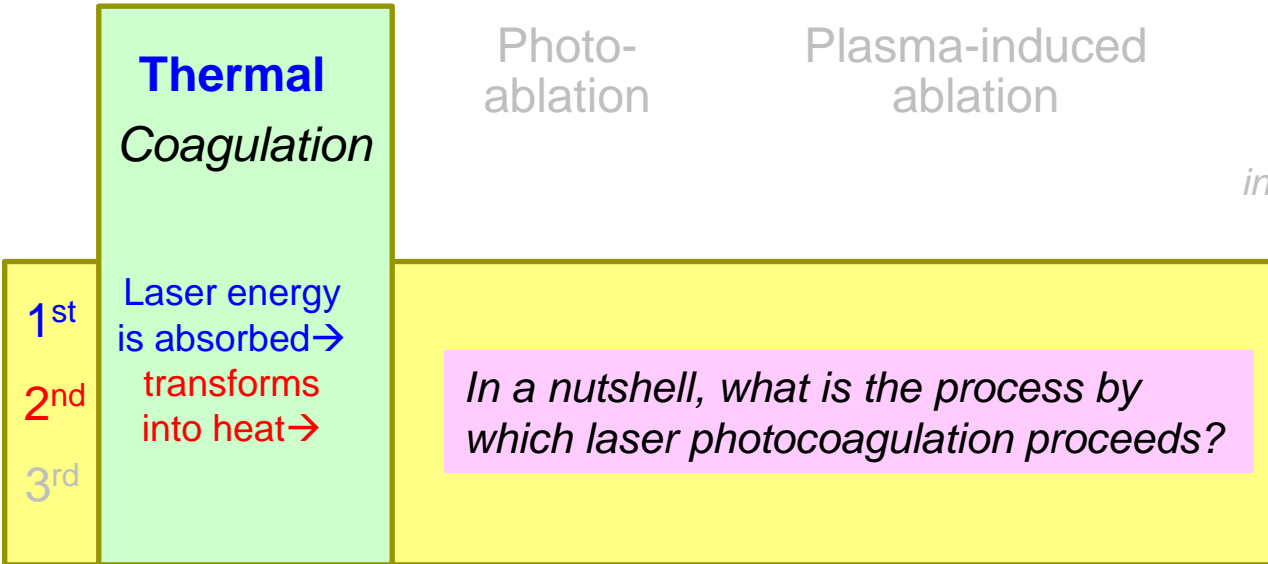 Thermal
Coagulation
Photo-
ablation
Plasma-induced
ablation
in
1st
2nd
3rd
Laser energy
is absorbed→
transforms
into heat→
In a nutshell, what is the process by
which laser photocoagulation proceeds?